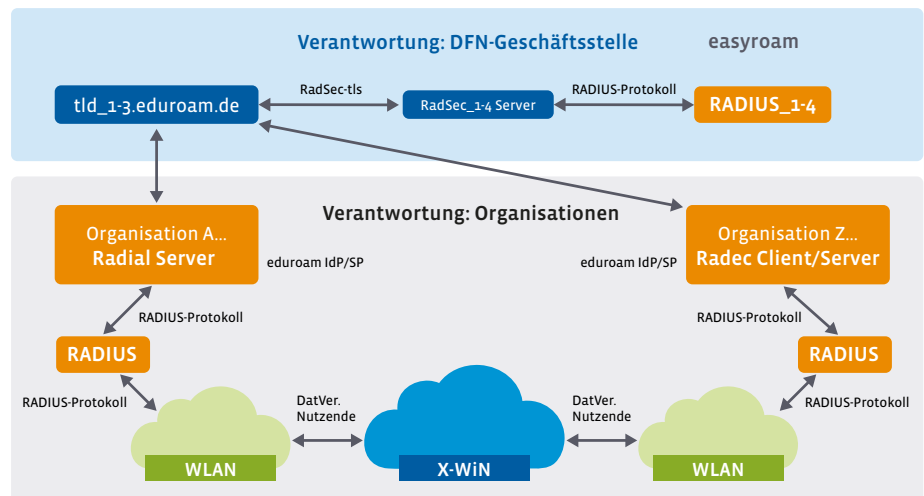 Verantwortung: DFN-Geschäftsstelle
easyroam
tld_1-3.eduroam.de
RadSec-tls
RadSec_1-4 Server
RADIUS-Protokoll
RADIUS_1-4
Verantwortung: Organisationen
Organisation A...
Radial Server
eduroam IdP/SP
eduroam IdP/SP
Organisation Z...
Radec Client/Server
RADIUS-Protokoll
RADIUS-Protokoll
RADIUS
RADIUS
RADIUS-Protokoll
RADIUS-Protokoll
DatVer.
Nutzende
DatVer.
Nutzende
WLAN
X-WiN
WLAN